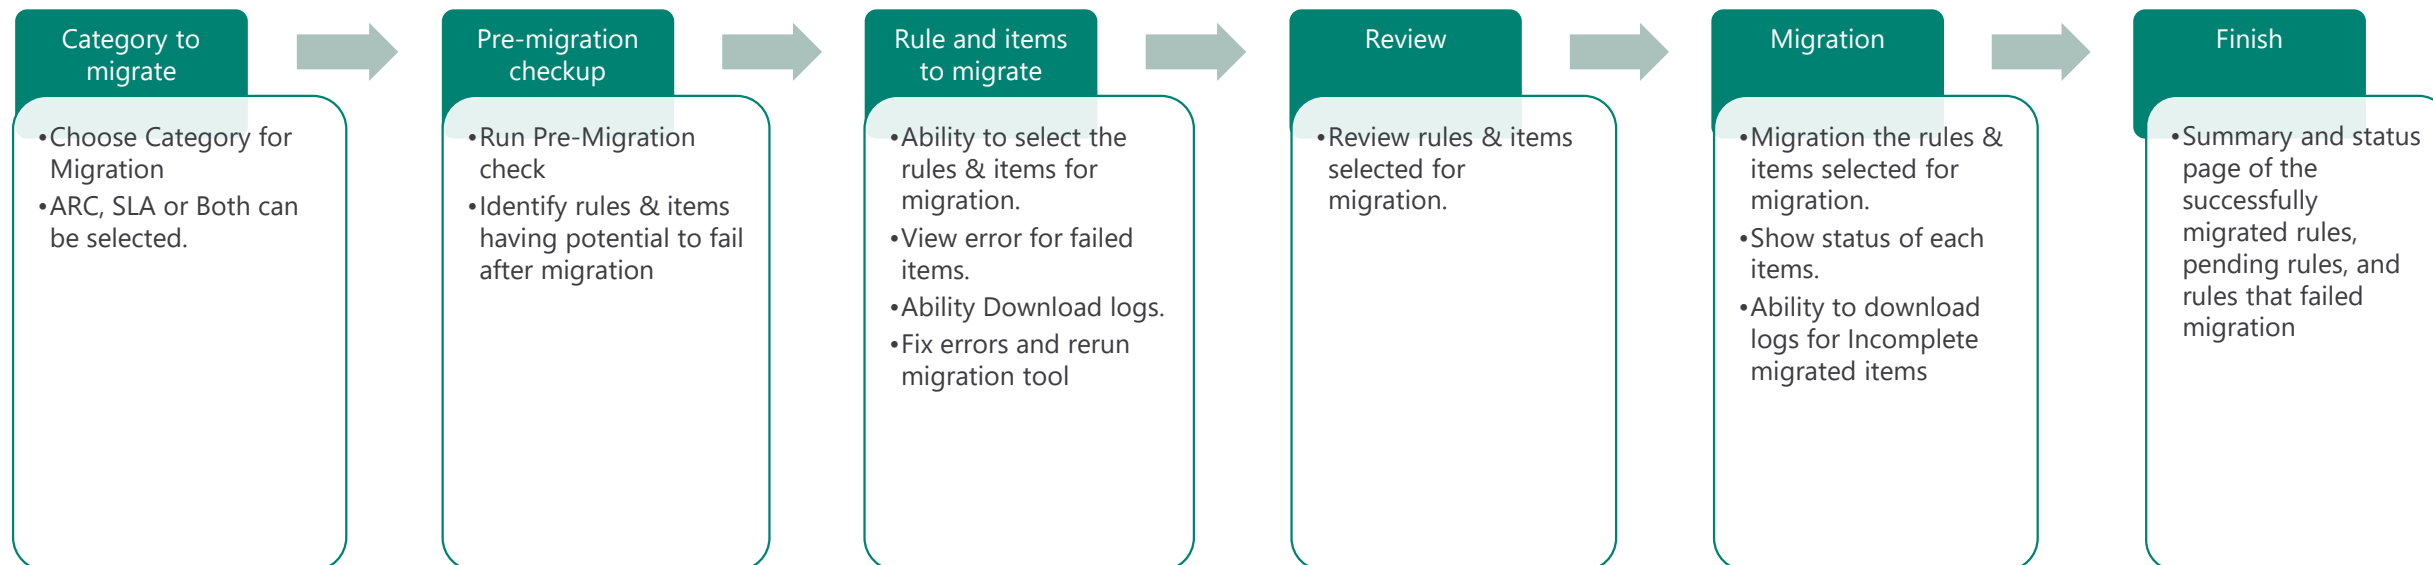 Category to
migrate
•Choose Category for
Migration
•ARC, SLA or Both can
be selected.
Pre-migration
checkup
•Run Pre-Migration
check
•Identify rules & items
having potential to fail
after migration
Rule and items
to migrate
•Ability to select the
rules & items for
migration.
•View error for failed
items.
•Ability Download logs.
•Fix errors and rerun
migration tool
Review
•Review rules & items
selected for
migration.
Migration
•Migration the rules &
items selected for
migration.
•Show status of each
items.
•Ability to download
logs for Incomplete
migrated items
Finish
•Summary and status
page of the
successfully
migrated rules,
pending rules, and
rules that failed
migration